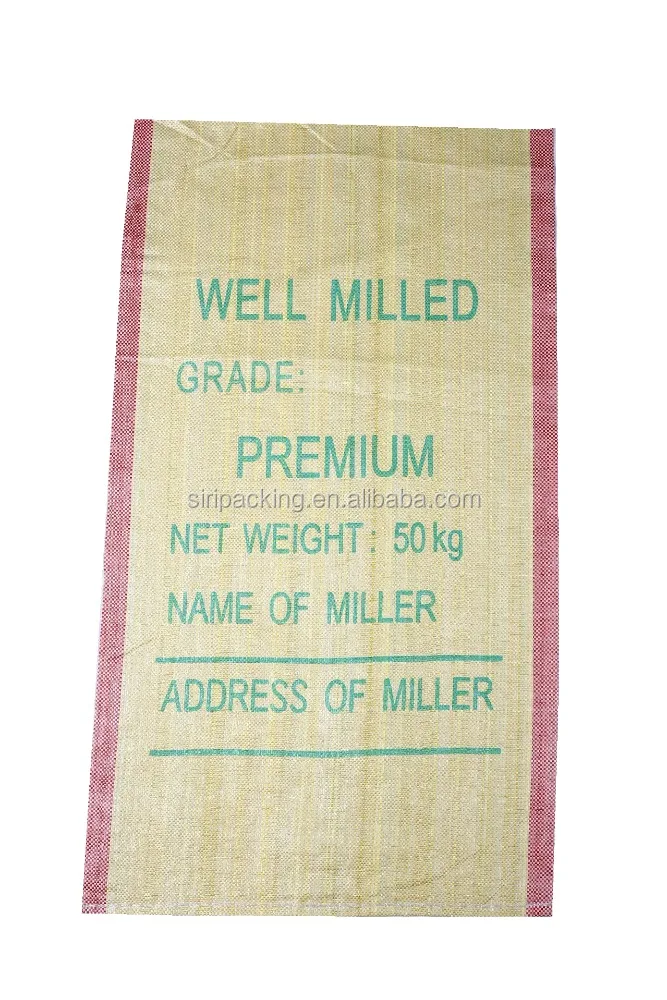 WELL MILLED
GRADE:
PREMIUM
siripacking.en.alibaba.com
NET WEIGHT: 50kg
NAME OF MILLER
ADDRESS OF MILLER